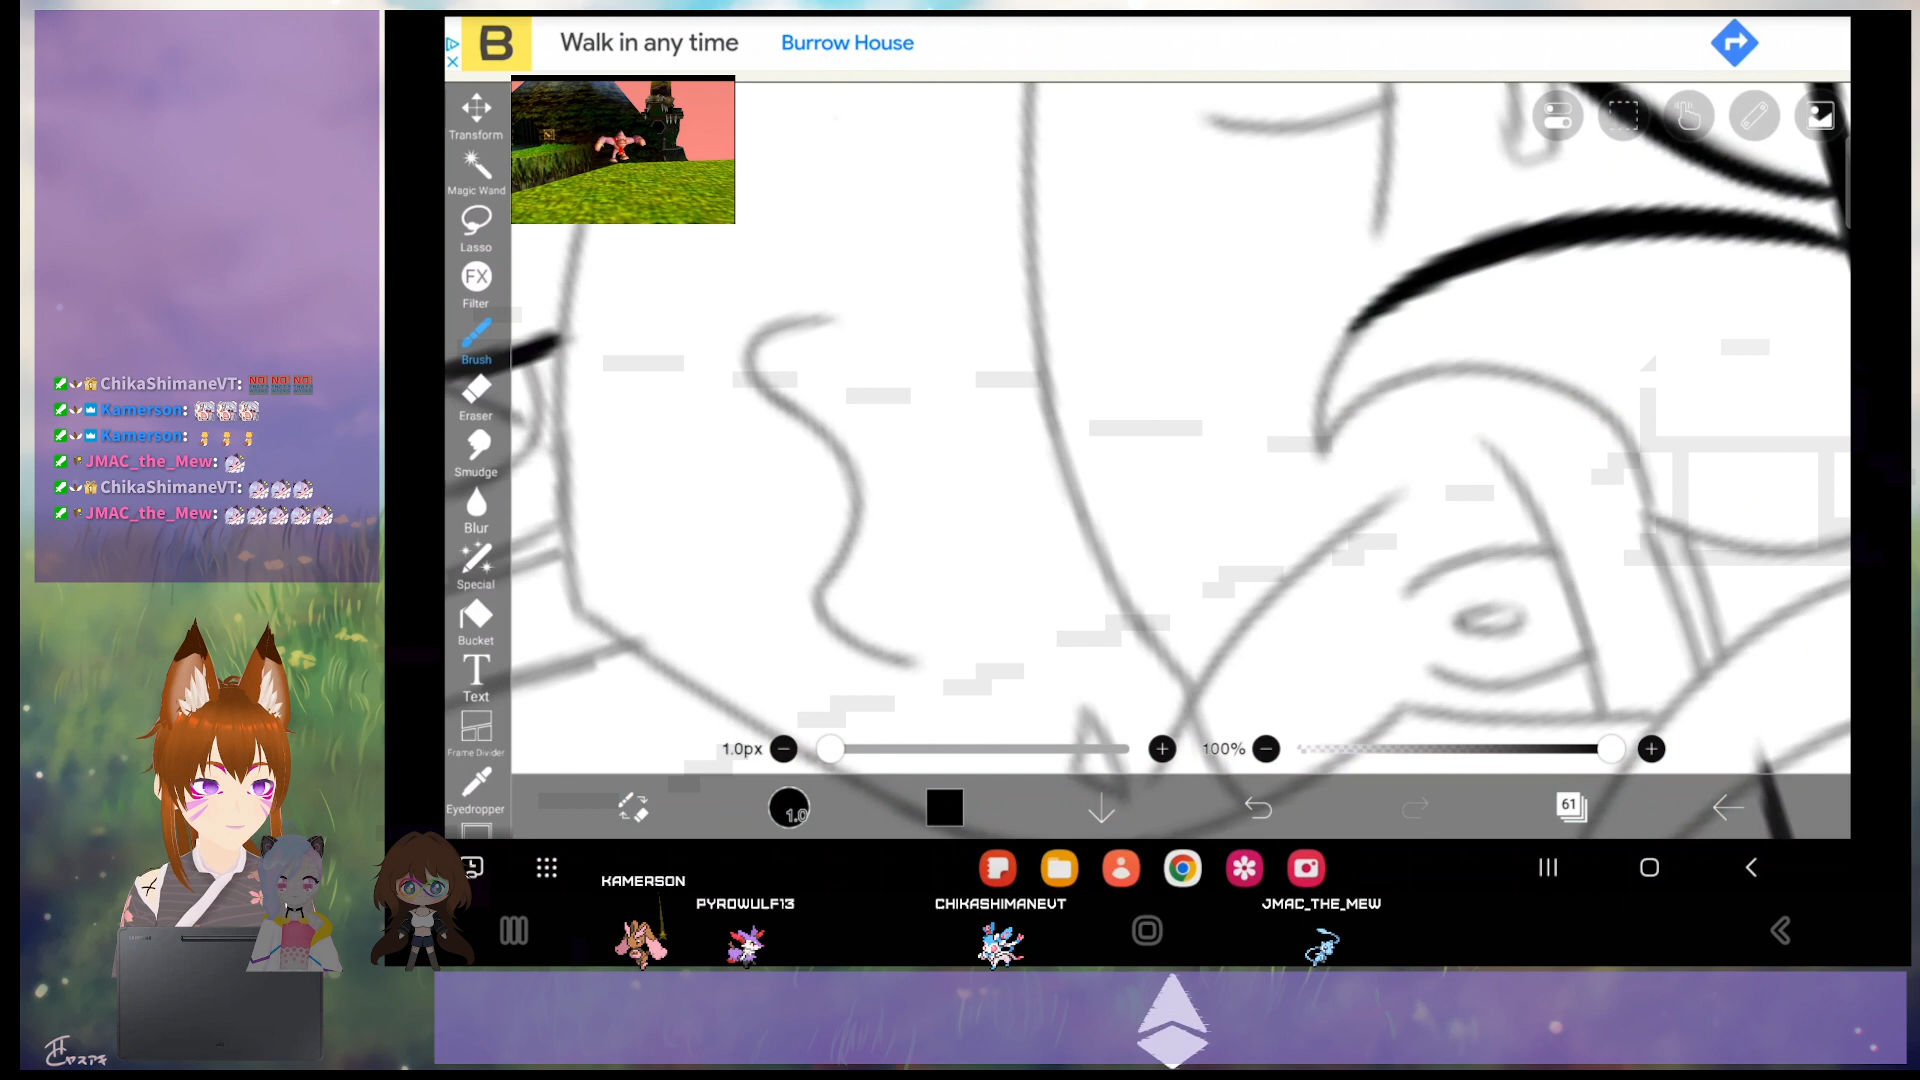 B
Walk in any time
Burrow House
Transform
Magic Wand
Lasso
FX
Filter
Brush
Eraser
Smudge
Blur
Special
Bucket
T
Text
Frame Divider
Eyedropper
ChikaShimaneVT:
Kamerson:
Kamerson:
JMAC_the_Mew:
ChikaShimaneVT:
JMAC_the_Mew:
1.0px
100%
1.0
61
KAMERSON
PYROWULF13
CHIKASHIMANEVT
JMAC_THE_MEW
SAMSUNG